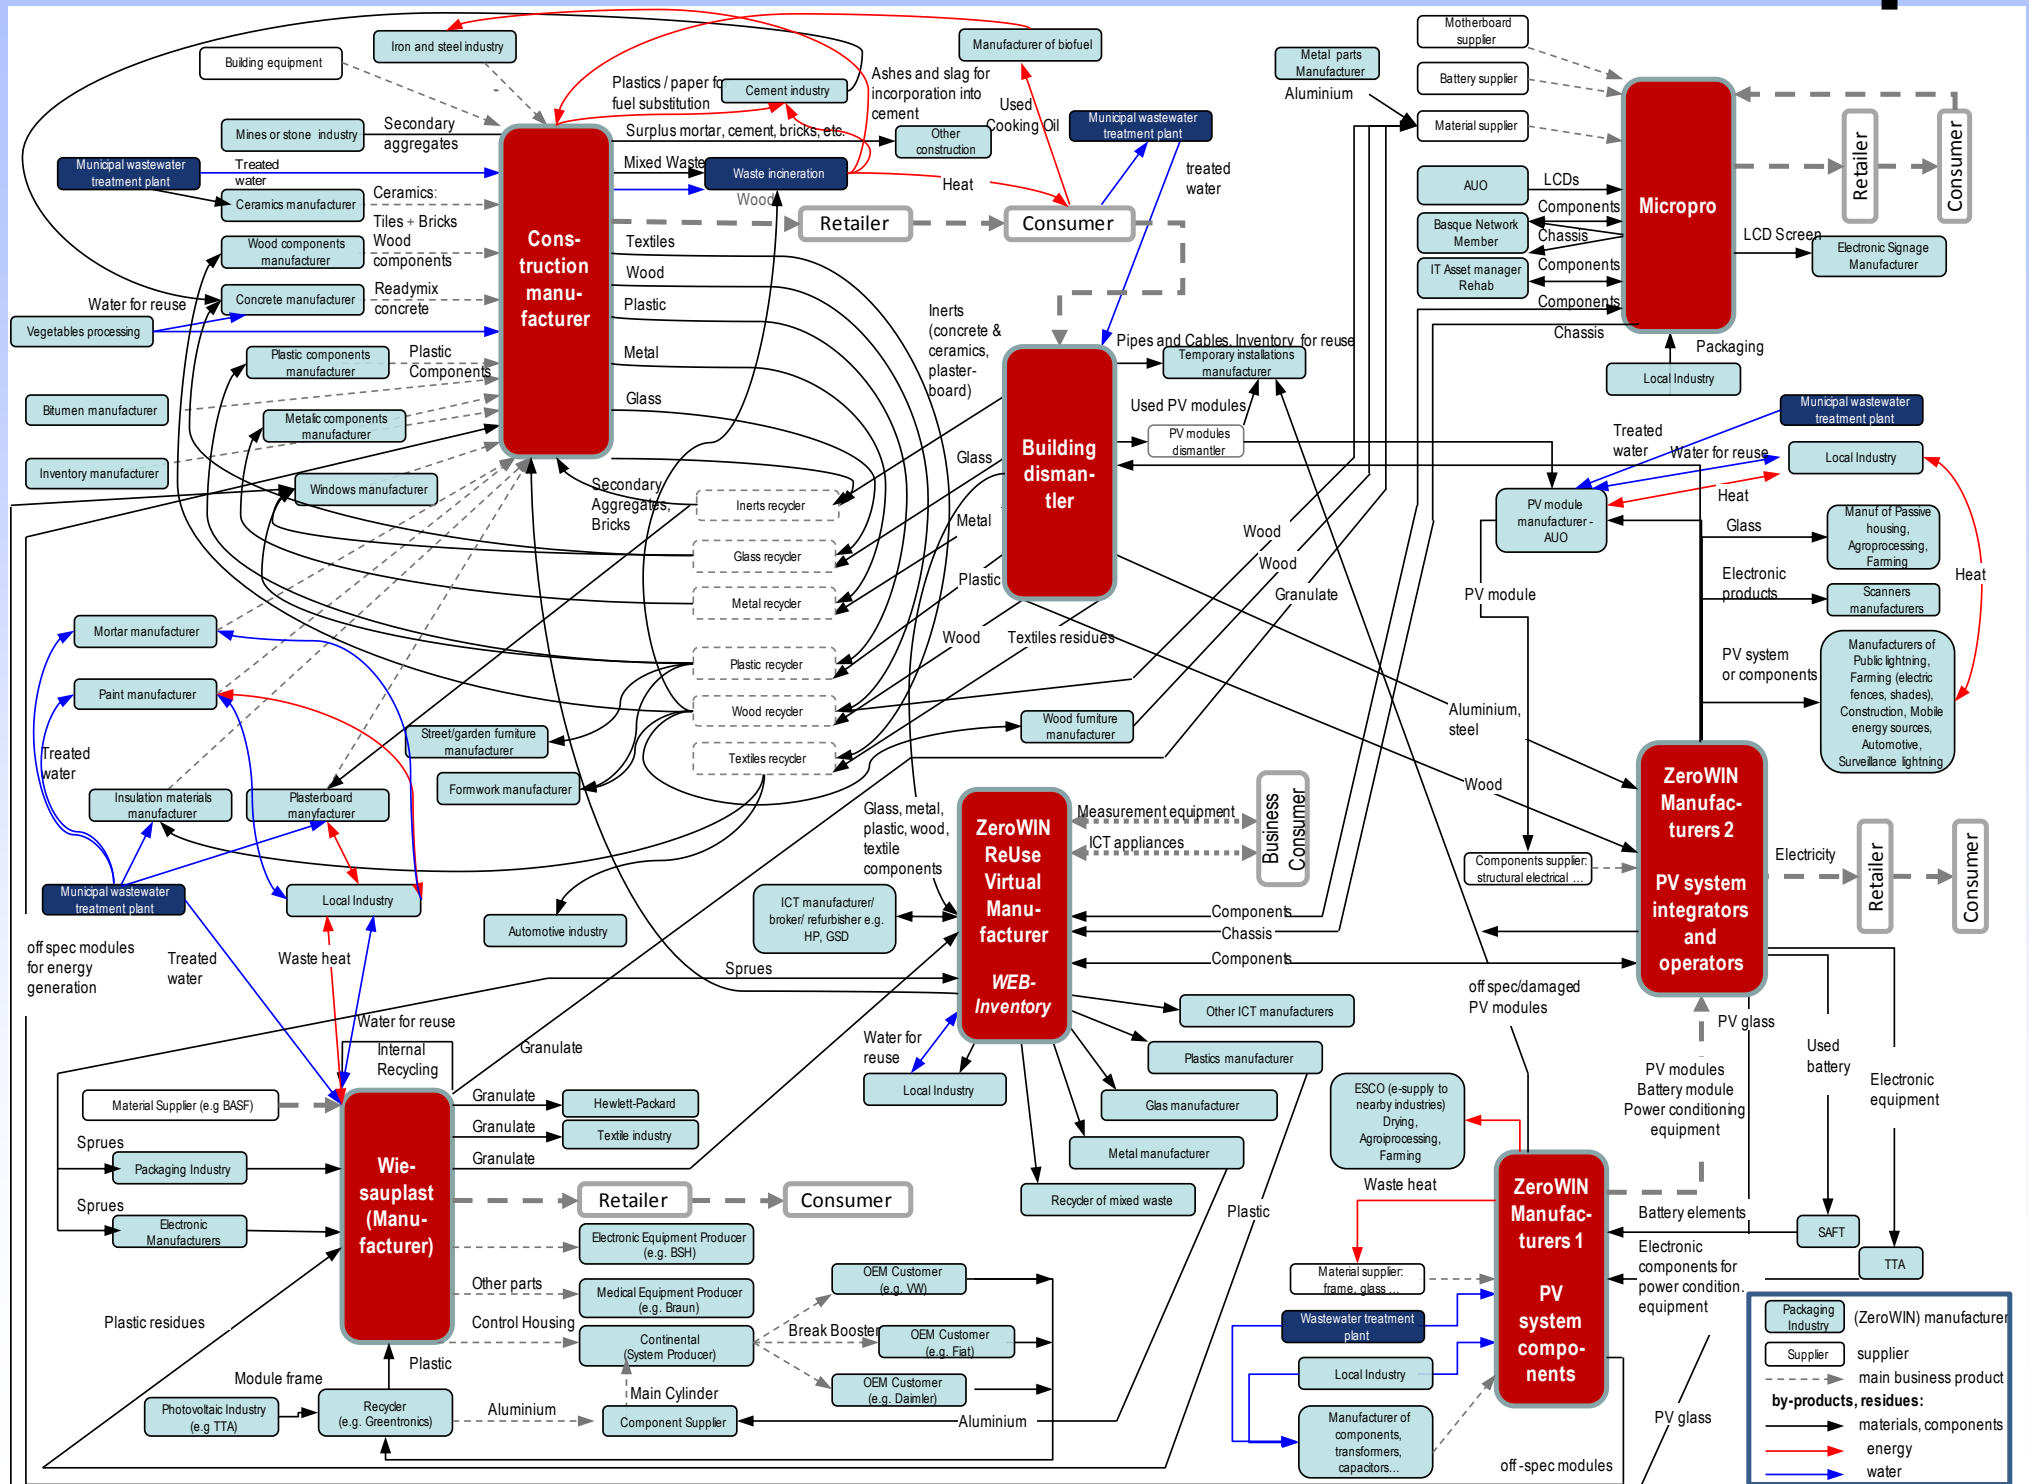 Iron and steel industry
Building equipment
Manufacturer of biofuel
Metal parts
Manufacturer
Motherboard
supplier
Battery supplier
Material supplier
Aluminium
Plastics / paper fo
fuel substitution
Cement industry
Ashes and slag for
incorporation into
cement
Used
Cooking Oil
Municipal wastewater
treatment plant
Mines or stone industry
Secondary
aggregates
Surplus mortar, cement, bricks, etc.
Other
construction
Municipal wastewater
treatment plant
Treated
water
Mixed Waste
Waste incineration
Wood
Heat
treated
water
Ceramics manufacturer
Ceramics:
Tiles + Bricks
Retailer
Consumer
Wood components
manufacturer
Wood
components
Cons-
truction
manu-
facturer
Textiles
Wood
Plastic
Metal
Glass
Concrete manufacturer
Readymix
concrete
Water for reuse
Vegetables processing
Plastic components
manufacturer
Plastic
Components
Bitumen manufacturer
Metalic components
manufacturer
Inventory manufacturer
Windows manufacturer
AUO
LCDs
Components
Basque Network
Member
Chassis
IT Asset manager
Rehab
Components
Components
Chassis
Micropro
Retailer
Consumer
LCD Screen
Electronic Signage
Manufacturer
Packaging
Local Industry
Inerts
(concrete &
ceramics,
plaster-
board)
Pipes and Cables, Inventory for reuse
Temporary installations
manufacturer
Used PV modules
PV modules
dismantler
Building
disman-
tler
Glass
Metal
Plastic
Wood
Textiles residues
Secondary
Aggregates,
Bricks
Inerts recycler
Glass recycler
Metal recycler
Plastic recycler
Wood recycler
Textiles recycler
Wood
Wood
Granulate
Municipal wastewater
treatment plant
Treated
water
Water for reuse
Local Industry
Heat
PV module
manufacturer -
AUO
Glass
Manuf of Passive
housing,
Agroprocessing,
Farming
Heat
Electronic
products
Scanners
manufacturers
PV module
PV system
or components
Manufacturers of
Public lightning,
Farming (electric
fences, shades),
Construction, Mobile
energy sources,
Automotive,
Surveillance lightning
Mortar manufacturer
Paint manufacturer
Treated
water
Insulation materials
manufacturer
Plasterboard
manyfacturer
Street/garden furniture
manufacturer
Formwork manufacturer
Wood furniture
manufacturer
Municipal wastewater
treatment plant
Local Industry
Automotive industry
Glass, metal,
plastic, wood,
textile
components
ICT manufacturer/
broker/ refurbisher e.g.
HP, GSD
ZeroWIN
ReUse
Virtual
Manu-
facturer
WEB-
Inventory
Measurement equipment
ICT appliances
Business
Consumer
Components
Chassis
Components
Aluminium,
steel
Wood
Components supplier:
structural electrical ...
ZeroWIN
Manufac-
turers 2
PV system
integrators
and
operators
Electricity
Retailer
Consumer
off spec modules
for energy
generation
Treated
water
Waste heat
Water for reuse
Internal
Recycling
Sprues
Granulate
Water for
reuse
Local Industry
Other ICT manufacturers
Plastics manufacturer
Glas manufacturer
Metal manufacturer
Recycler of mixed waste
Plastic
off spec/damaged
PV modules
PV glass
PV modules
Battery module
Power conditioning
equipment
Used
battery
Electronic
equipment
Material Supplier (e.g BASF)
Sprues
Packaging Industry
Sprues
Electronic
Manufacturers
Wie-
sauplast
(Manu-
facturer)
Granulate
Hewlett-Packard
Granulate
Textile industry
Granulate
Retailer
Consumer
Electronic Equipment Producer
(e.g. BSH)
Other parts
Medical Equipment Producer
(e.g. Braun)
Control Housing
Continental
(System Producer)
OEM Customer
(e.g. VW)
Break Booster
OEM Customer
(e.g. Fiat)
OEM Customer
(e.g. Daimler)
Main Cylinder
Component Supplier
Aluminium
Aluminium
Plastic residues
Plastic
Module frame
Photovoltaic Industry
(e.g TTA)
Recycler
(e.g. Greentronics)
ESCO (e-supply to
nearby industries)
Drying,
Agroiprocessing,
Farming
Waste heat
Material supplier:
frame, glass ...
Wastewater treatment
plant
Local Industry
Manufacturer of
components,
transformers,
capacitors...
ZeroWIN
Manufac-
turers 1
PV
system
compo-
nents
Battery elements
SAFT
TTA
Electronic
components for
power condition.
equipment
PV glass
off -spec modules
Packaging
Industry
(ZeroWIN) manufacturer
Supplier
supplier
main business product
by-products, residues:
materials, components
energy
water